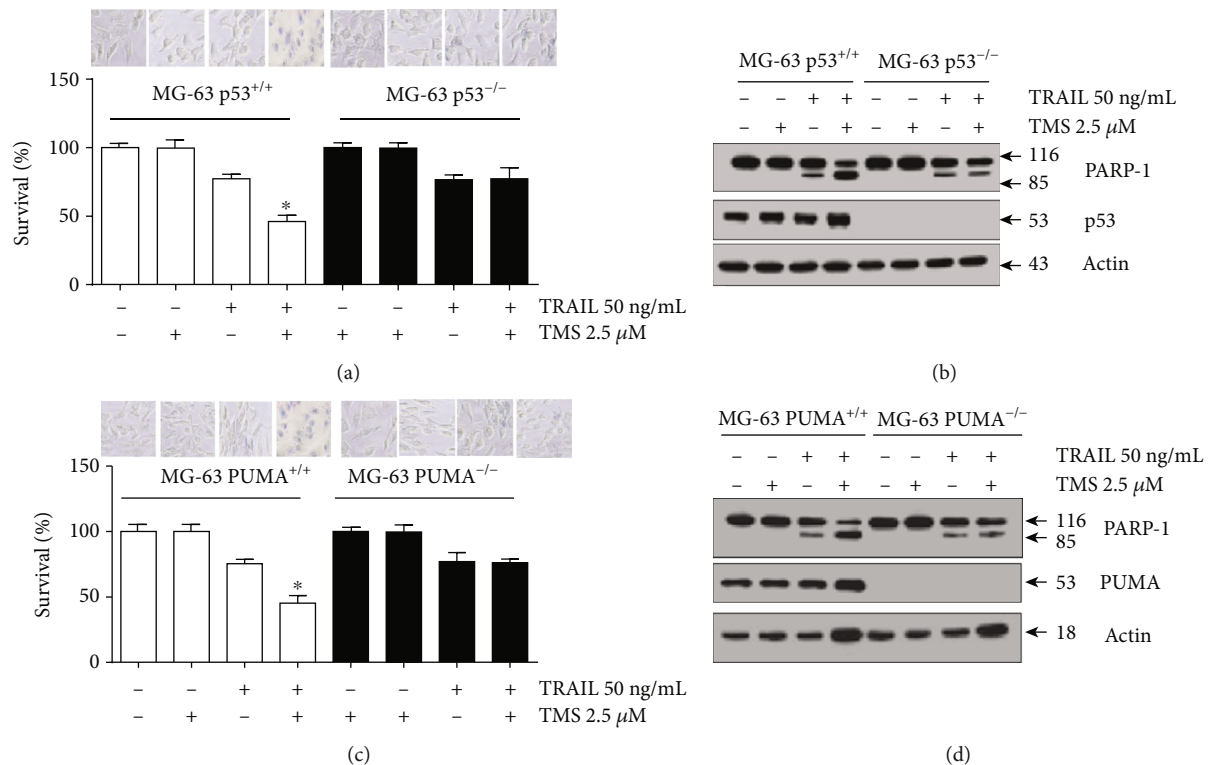 150
MG-63 p53+/+
MG-63 p53−/−
100
Survival (%)
50
*
0
− − + + − − + + TRAIL 50 ng/mL
− + − + + + − + TMS 2.5 μM
(a)
MG-63 p53+/+ MG-63 p53−/−
− − + + − − + + TRAIL 50 ng/mL
− + − + − + − + TMS 2.5 μM
116
PARP-1
85
53 p53
43 Actin
(b)
150
MG-63 PUMA+/+
MG-63 PUMA−/−
100
Survival (%)
50
*
0
− − + + − − + + TRAIL 50 ng/mL
− + − + + + − + TMS 2.5 μM
(c)
MG-63 PUMA+/+ MG-63 PUMA−/−
− − + + − − + + TRAIL 50 ng/mL
− + − + − + − + TMS 2.5 μM
116
PARP-1
85
53 PUMA
18 Actin
(d)